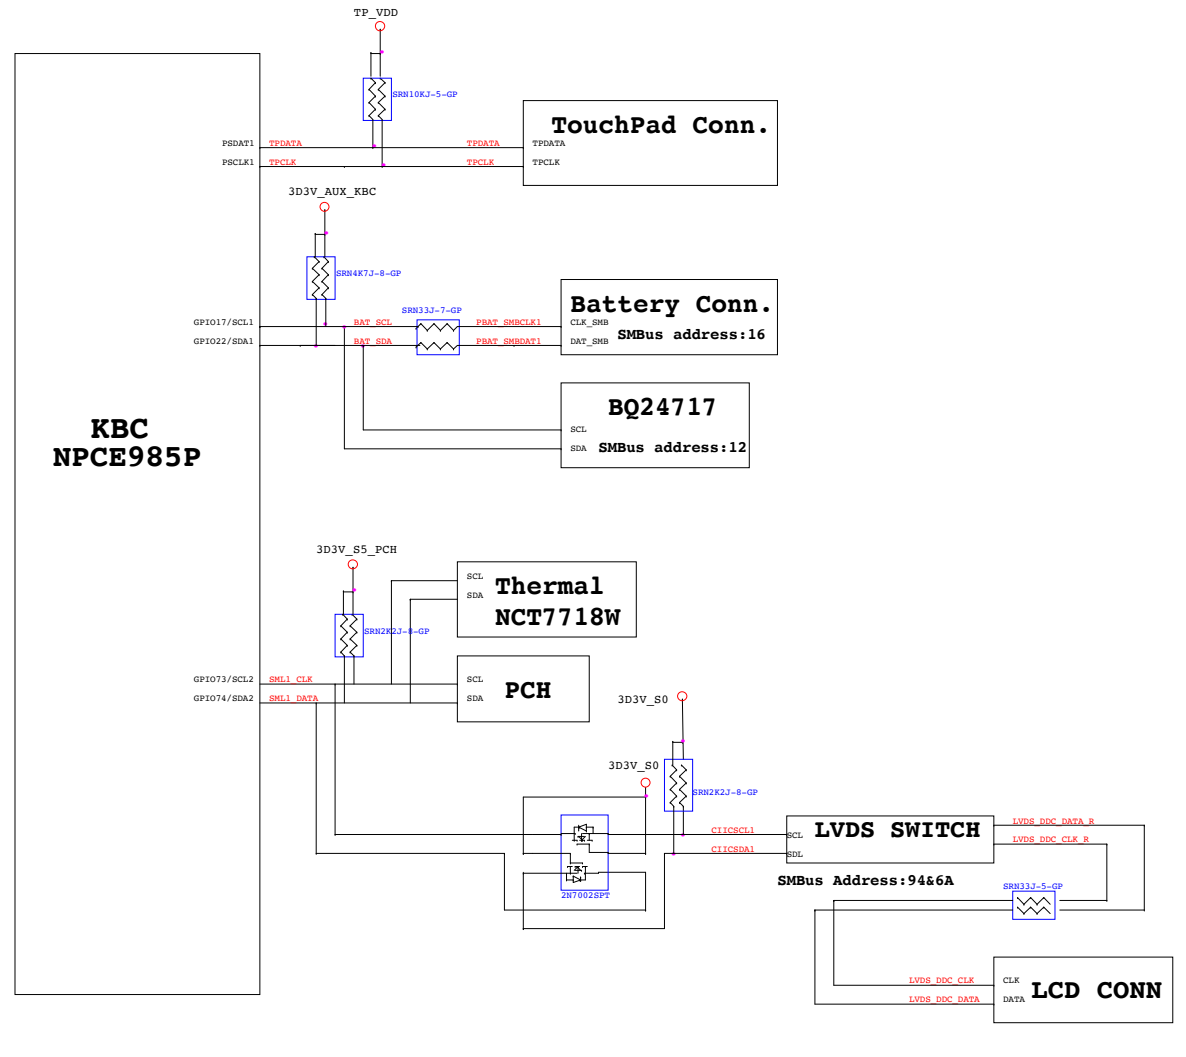 TP_VDD
SRN10KJ-5-GP
TouchPad Conn.
PSDAT1 TPDATA TPDATA TPDATA
PSCLK1 TPCLK TPCLK TPCLK
3D3V_AUX_KBC
SRN4K7J-8-GP
Battery Conn.
SRN33J-7-GP
GPIO17/SCL1 BAT_SCL PBAT_SMBCLK1 CLK_SMB
SMBus address:16
GPIO22/SDA1 BAT_SDA PBAT_SMBDAT1 DAT_SMB
BQ24717
SCL
SDA SMBus address:12
KBC
NPCE985P
3D3V_S5_PCH
SCL
Thermal
SDA
NCT7718W
SRN2K2J-8-GP
GPIO73/SCL2 SML1_CLK SCL
PCH
GPIO74/SDA2 SML1_DATA SDA
3D3V_S0
3D3V_S0
SRN2K2J-8-GP
LVDS SWITCH
CIICSCL1 SCL
CIICSDA1 SDL
LVDS_DDC_DATA_R
LVDS_DDC_CLK_R
SMBus Address:94&6A
2N7002SPT
SRN33J-5-GP
LVDS_DDC_CLK CLK
LCD CONN
LVDS_DDC_DATA DATA